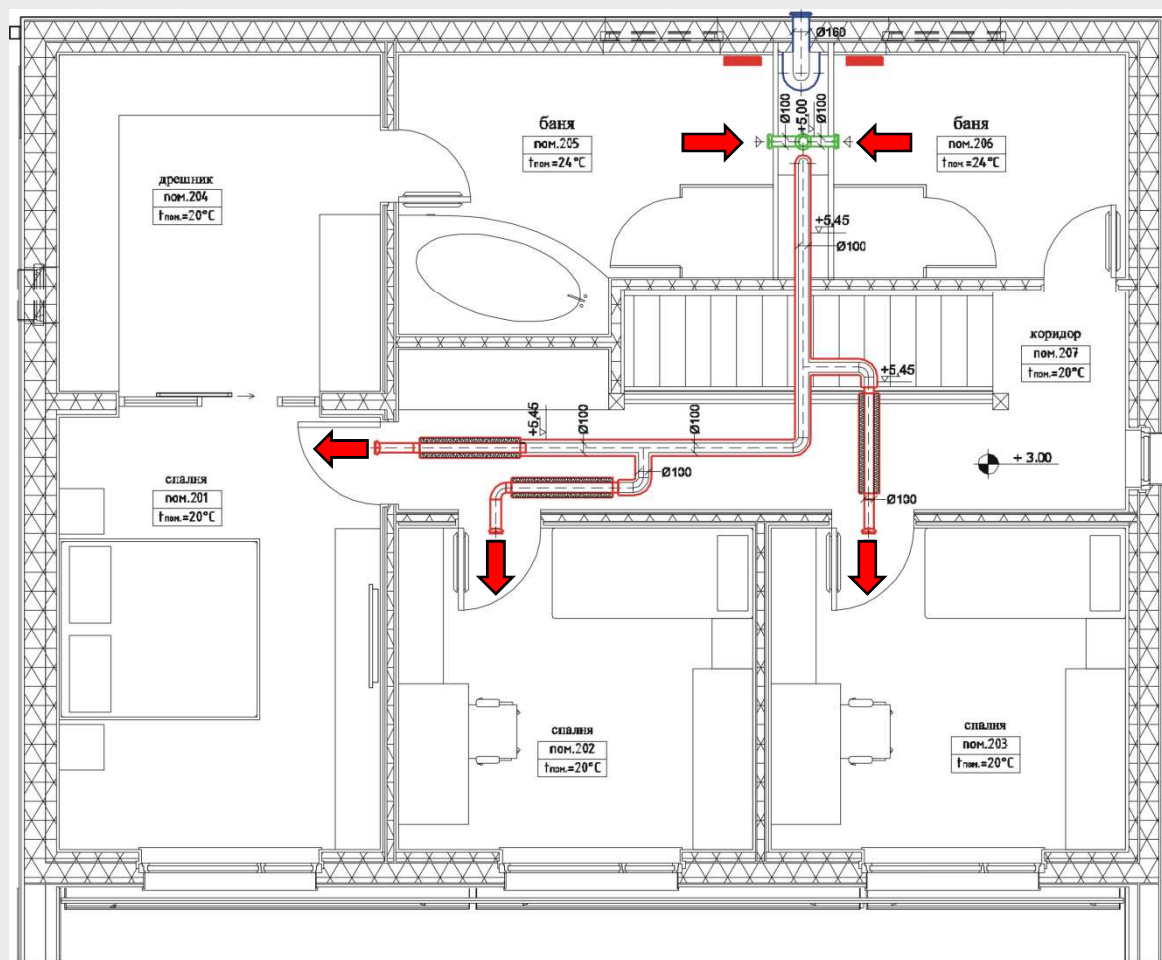 Ø160
Ø100
+5,00
Ø100
баня
пом.205
tпом.=24°C
баня
пом.206
tпом.=24°C
дрешник
пом.204
tпом.=20°C
+5,45
Ø100
коридор
пом.207
tпом.=20°C
+5,45
+5,45
Ø100
Ø100
Ø100
+ 3.00
Ø100
спалня
пом.201
tпом.=20°C
спалня
пом.202
tпом.=20°C
спалня
пом.203
tпом.=20°C